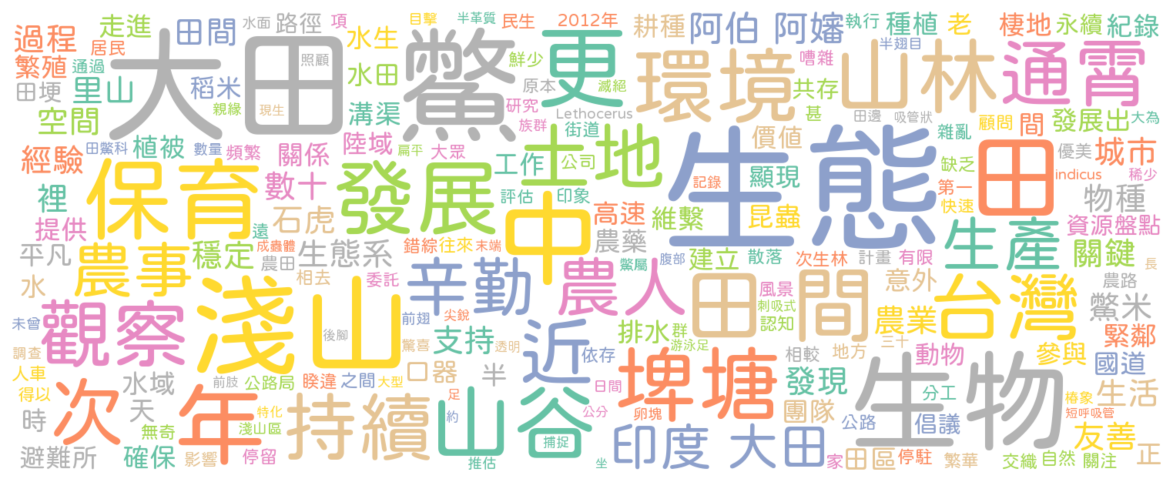 過程 走進 田間 路徑 目擊 半革質 民生 2012年 耕種 阿伯 阿嬸 執行 種植 老 棲地 永續 紀錄
居民 水面 項 水生 更 半翅目 嘈雜
繁殖 通過 稻米 大田 照顧 水田 鱉 鮮少 原本 滅絕 環境 共存 山林 通霄
田埂 里山 親緣 現生 溝渠 研究 Lethocerus 甚 田邊 吸管狀 顧問 間 發展出 大為
空間 田鱉科 植被 數量 頻繁 關係 陸域 扁平 大眾 族群 街道 土地 價值 雜亂 優美 城市 稀少
經驗 數十 發展 工作 公司 生態 缺乏 田 indicus
裡 保育 評估 印象 記錄 顯現 第一 快速 物種
提供 遠 石虎 中 高速 維繫 昆蟲 生產 資源盤點
平凡 農事 穩定 成蟲體 生態系 錯綜 往來 末端 農藥 腹部 建立 散落 次生林 計畫 有限 關鍵
水 農田 相去 委託 辛勤 鱉屬 農人 田間 風景 刺吸式 意外 農路 長
觀察 淺山 後腳 前翅 尖銳 支持 近 排水 群 游泳足 認知 農業 台灣 鱉米
未曾 驚喜 透明 三十 緊鄰
調查 人車 水域 前肢 公路局 睽違 之間 大型 口器 半 依存 埤塘 相較 地方 動物 參與 國道
得以 次年 天 特化 持續 足 山谷 日間 卵塊 發現 生物 分工 椿象 生活
時 無奇 淺山區 約 捕捉 公分 團隊 公路 倡議 短呼吸管 友善
避難所 確保 影響 停留 推估 坐 印度 大田 家 田區 停駐 繁華 交織 自然 關注 正